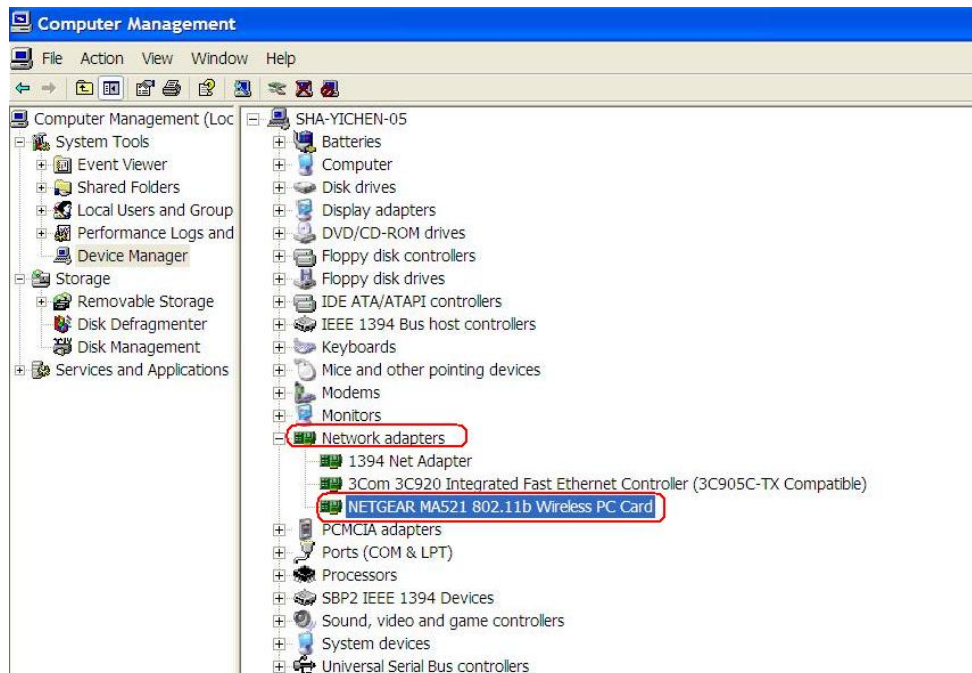 Computer Management
File Action View Window Help
Computer Management (Loc
System Tools
Event Viewer
Shared Folders
Local Users and Group
Performance Logs and
Device Manager
Storage
Removable Storage
Disk Defragmenter
Disk Management
Services and Applications
SHA-YICHEN-05
Batteries
Computer
Disk drives
Display adapters
DVD/CD-ROM drives
Floppy disk controllers
Floppy disk drives
IDE ATA/ATAPI controllers
IEEE 1394 Bus host controllers
Keyboards
Mice and other pointing devices
Modems
Monitors
Network adapters
1394 Net Adapter
3Com 3C920 Integrated Fast Ethernet Controller (3C905C-TX Compatible)
NETGEAR MA521 802.11b Wireless PC Card
PCMCIA adapters
Ports (COM & LPT)
Processors
SBP2 IEEE 1394 Devices
Sound, video and game controllers
System devices
Universal Serial Bus controllers